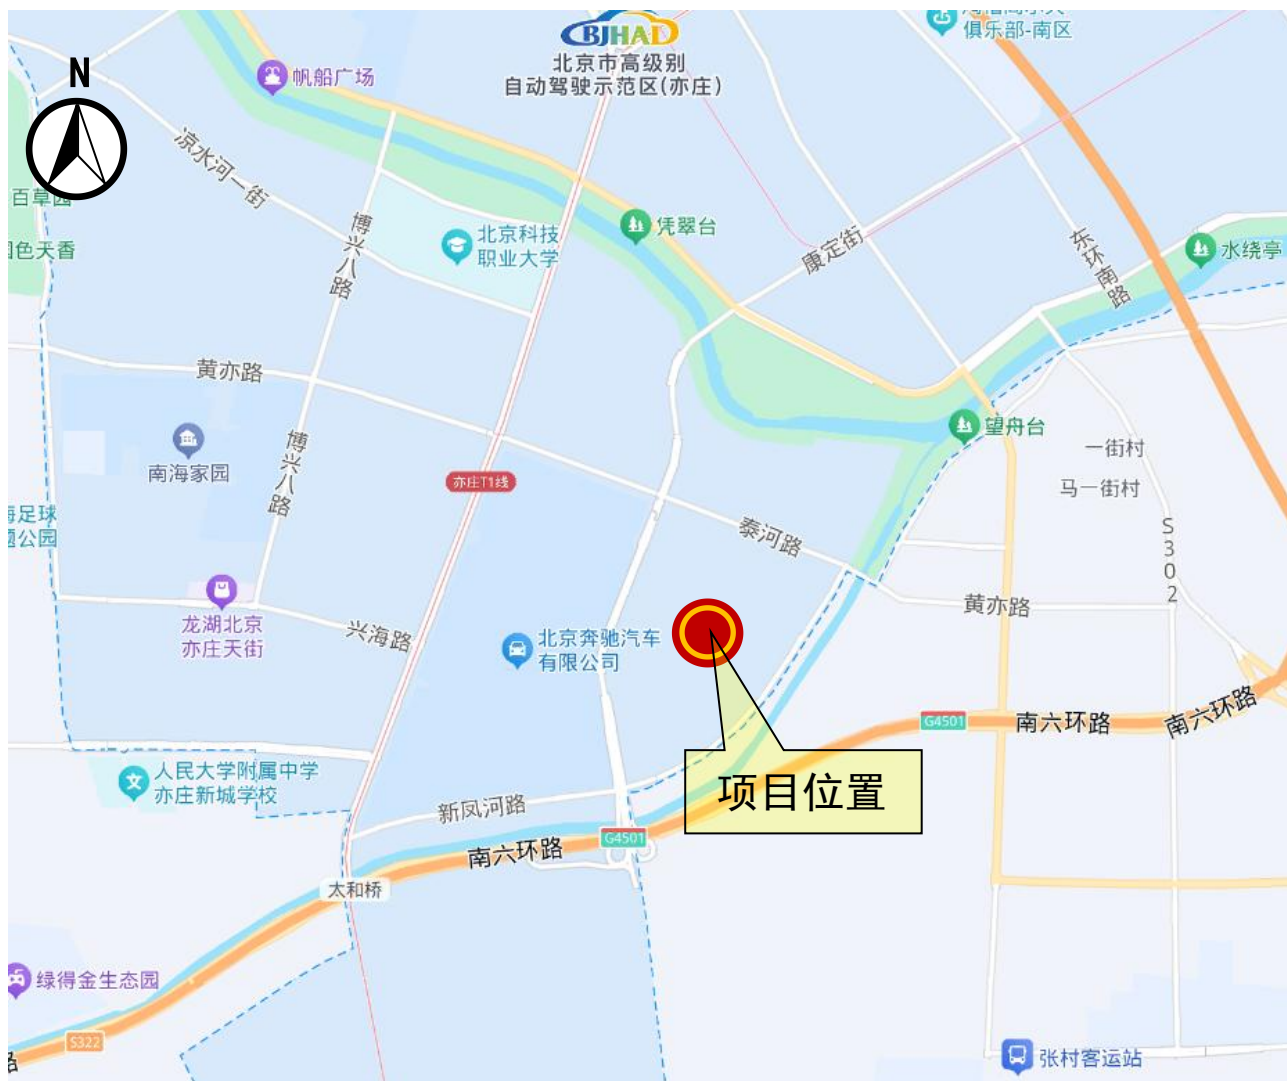 俱乐部-南区
BJHAD
北京市高级别
自动驾驶示范区(亦庄)
N
帆船广场
凉水河一街
百草园
色天香
博兴八路
北京科技
职业大学
凭翠台
康定街
东环南路
水绕亭
黄亦路
南海家园
博兴八路
亦庄T1线
望舟台
一街村
马一街村
S302
足球
公园
泰河路
龙湖北京
亦庄天街
兴海路
北京奔驰汽车
有限公司
黄亦路
G4501
南六环路
南六环路
项目位置
人民大学附属中学
亦庄新城学校
新凤河路
G4501
南六环路
太和桥
绿得金生态园
S322
路
张村客运站